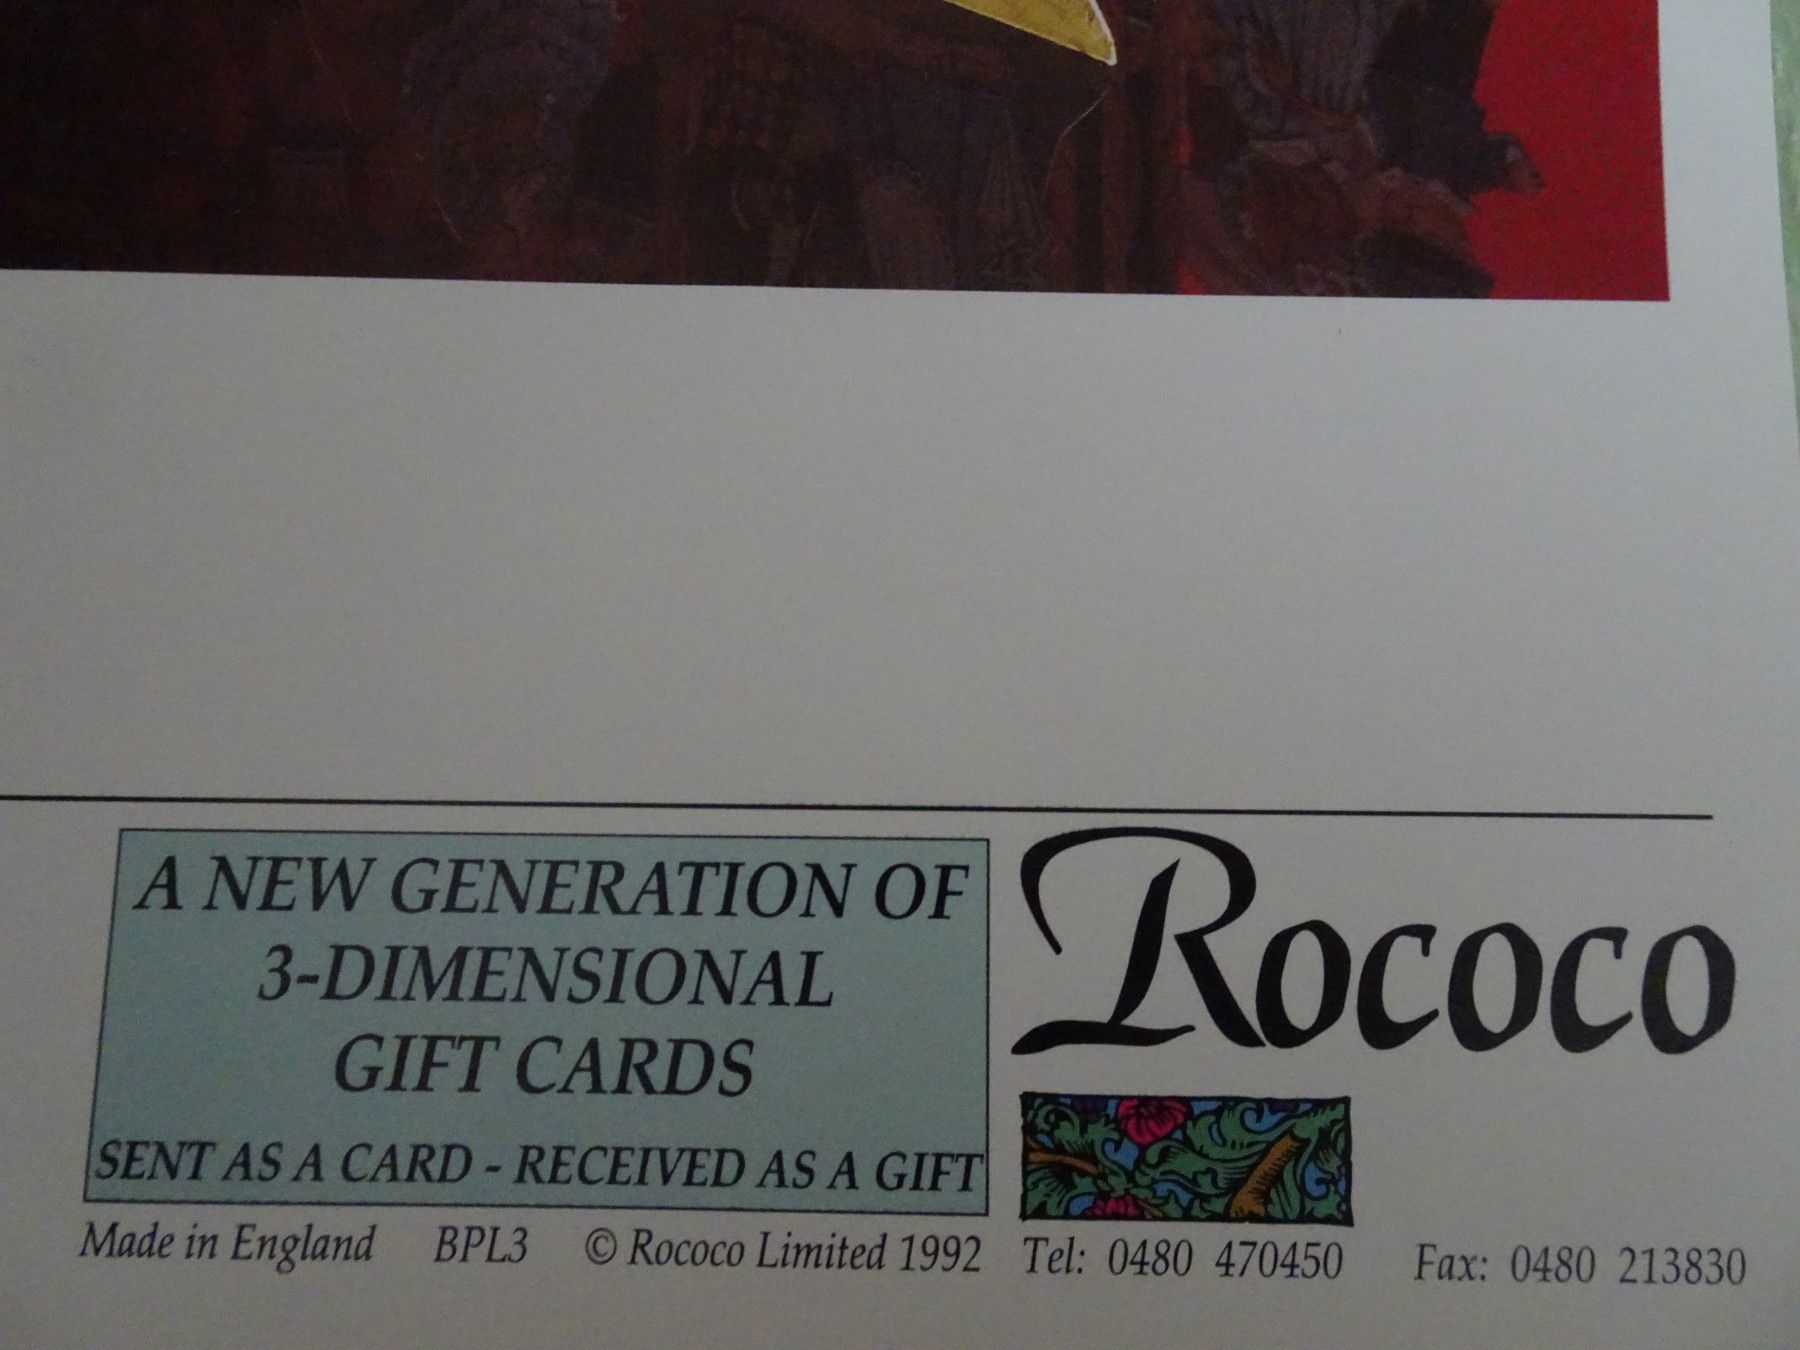 A NEW GENERATION OF
3-DIMENSIONAL
GIFT CARDS
SENT AS A CARD - RECEIVED AS A GIFT
Rococo
Made in England BPL3 © Rococo Limited 1992 Tel: 0480 470450 Fax: 0480 213830